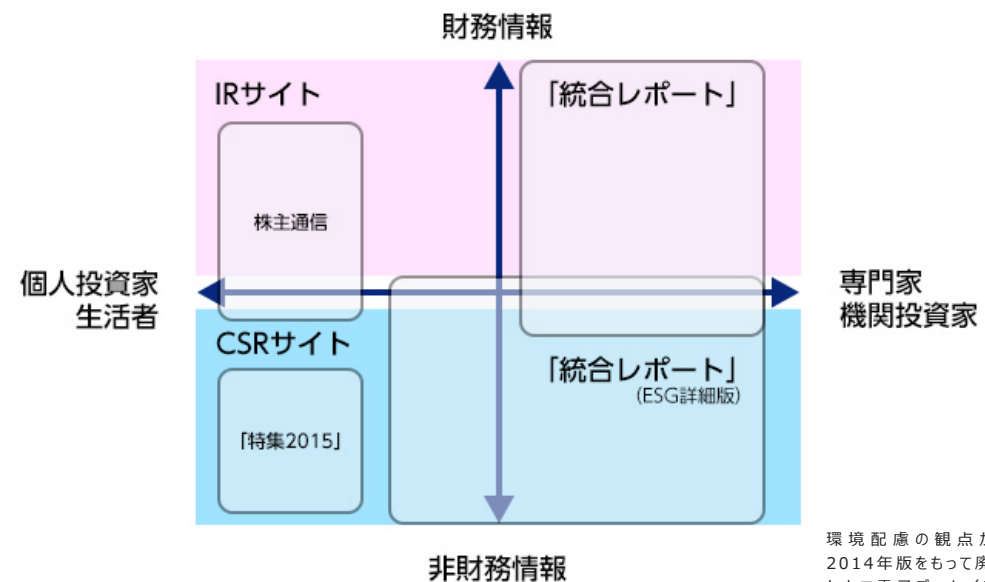 財務情報
IRサイト
「統合レポート」
株主通信
個人投資家
生活者
専門家
機関投資家
CSRサイト
「統合レポート」
(ESG詳細版)
「特集2015」
非財務情報
環境配慮の観点
2014年版をもって